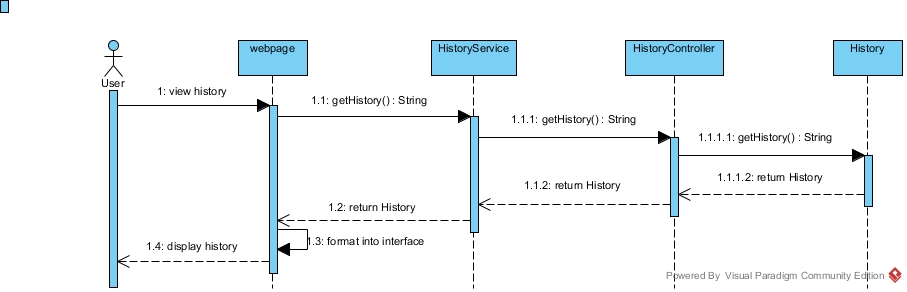 webpage
HistoryService
HistoryController
History
User
1: view history
1.1: getHistory() : String
1.1.1: getHistory() : String
1.1.1.1: getHistory() : String
1.1.1.2: return History
1.1.2: return History
1.2: return History
1.3: format into interface
1.4: display history
Powered By Visual Paradigm Community Edition